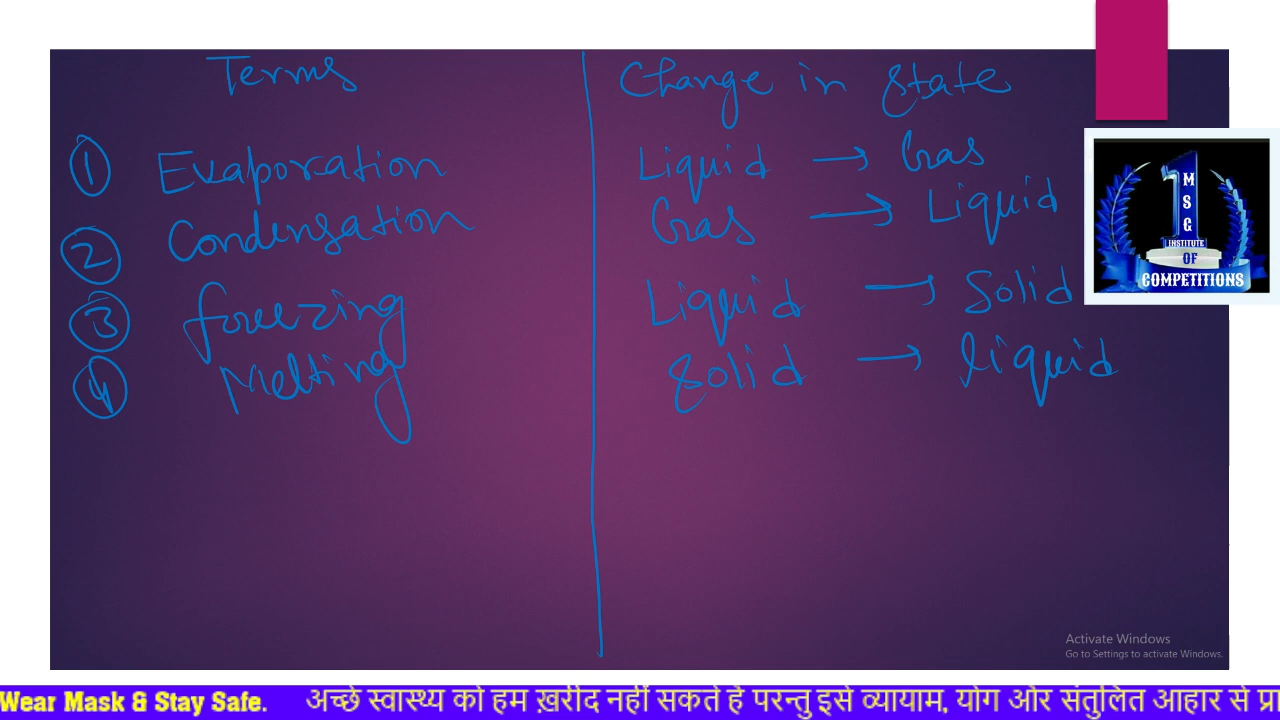 Terms Change in State
① Evaporation Liquid → Gas
② Condensation Gas → Liquid
③ freezing Liquid → Solid
④ Melting Solid → liquid
1
MSG
INSTITUTE
OF
COMPETITIONS
Activate Windows
Go to Settings to activate Windows.
Wear Mask & Stay Safe. अच्छे स्वास्थ्य को हम ख़रीद नहीं सकते हैं परन्तु इसे व्यायाम, योग और संतुलित आहार से प्रा